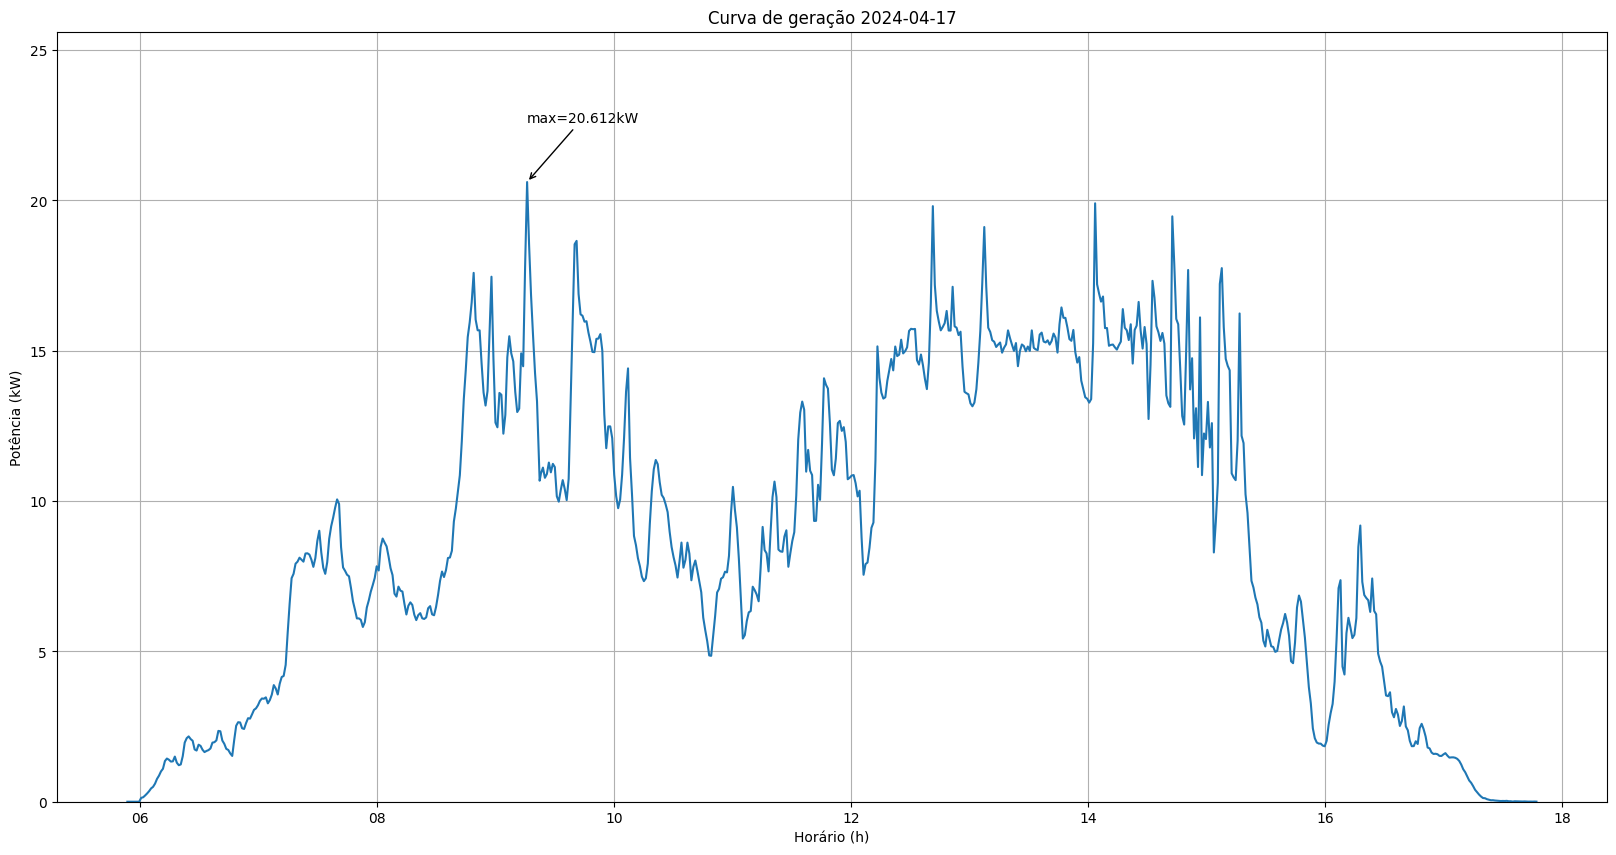 Curva de geração 2024-04-17
25
max=20.612kW
20
15
Potência (kW)
10
5
0
06 08 10 12 14 16 18
Horário (h)